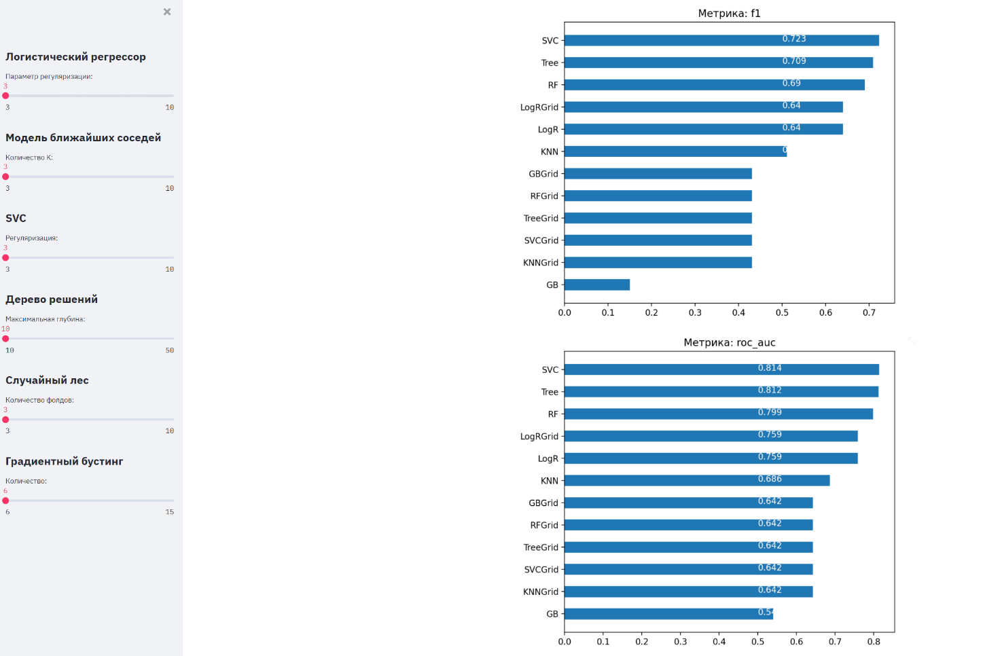 ×
Логистический регрессор
Параметр регуляризации:
3
3 10
Модель ближайших соседей
Количество K:
3
3 10
SVC
Регуляризация:
3
3 10
Дерево решений
Максимальная глубина:
10
10 50
Случайный лес
Количество фолдов:
3
3 10
Градиентный бустинг
Количество:
6
6 15
Метрика: f1
SVC 0.723
Tree 0.709
RF 0.69
LogRGrid 0.64
LogR 0.64
KNN
GBGrid
RFGrid
TreeGrid
SVCGrid
KNNGrid
GB
0.0 0.1 0.2 0.3 0.4 0.5 0.6 0.7
Метрика: roc_auc
SVC 0.814
Tree 0.812
RF 0.799
LogRGrid 0.759
LogR 0.759
KNN 0.686
GBGrid 0.642
RFGrid 0.642
TreeGrid 0.642
SVCGrid 0.642
KNNGrid 0.642
GB
0.0 0.1 0.2 0.3 0.4 0.5 0.6 0.7 0.8